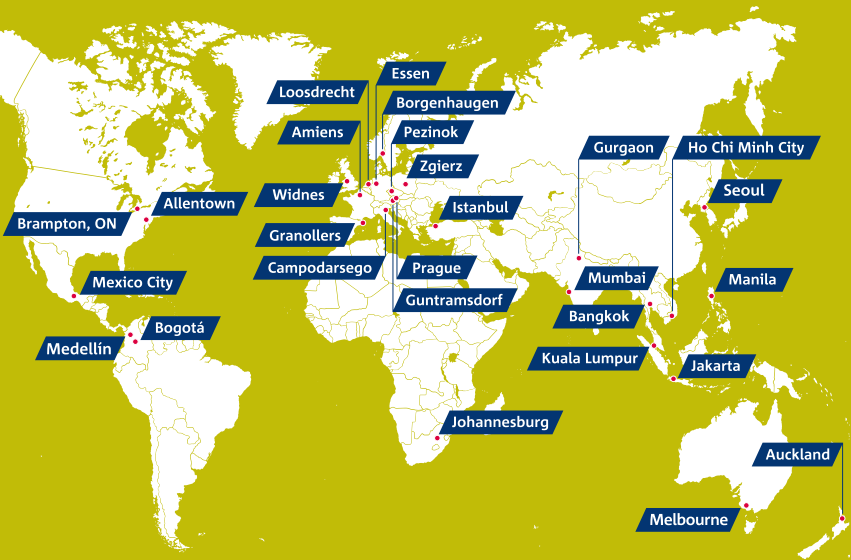 Essen
Loosdrecht
Borgenhaugen
Amiens
Pezinok
Gurgaon
Ho Chi Minh City
Zgierz
Seoul
Widnes
Allentown
Istanbul
Brampton, ON
Granollers
Campodarsego
Prague
Mumbai
Manila
Mexico City
Guntramsdorf
Bangkok
Bogotá
Medellín
Kuala Lumpur
Jakarta
Johannesburg
Auckland
Melbourne